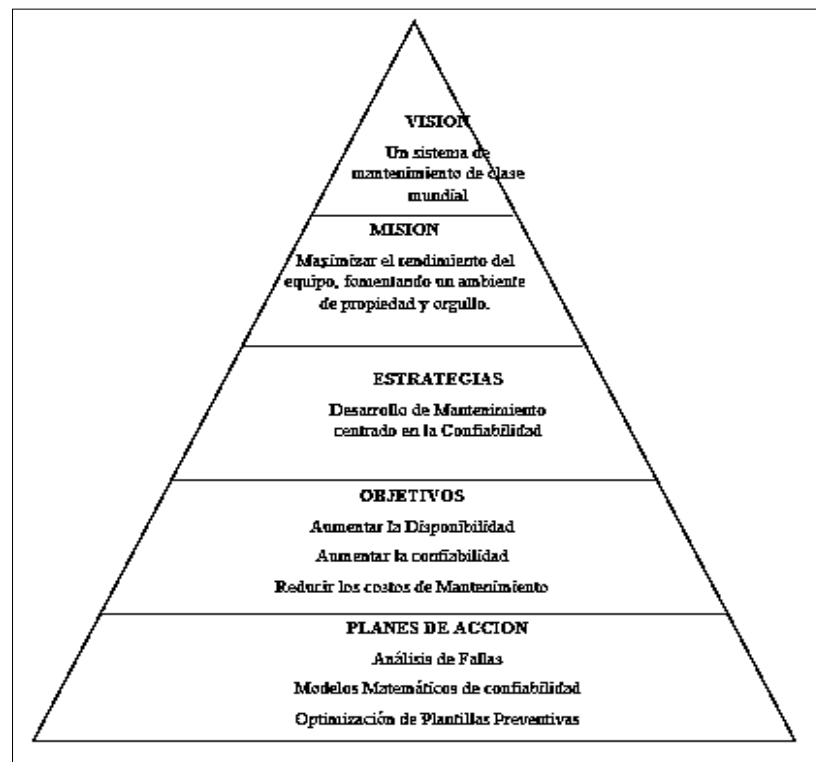 VISION
Un sistema de
mantenimiento de clase
mundial
MISION
Maximizar el rendimiento del
equipo, fomentando un ambiente
de propiedad y orgullo.
ESTRATEGIAS
Desarrollo de Mantenimiento
centrado en la Confiabilidad
OBJETIVOS
Aumentar la Disponibilidad
Aumentar la confiabilidad
Reducir los costos de Mantenimiento
PLANES DE ACCION
Análisis de Fallas
Modelos Matemáticos de confiabilidad
Optimización de Plantillas Preventivas